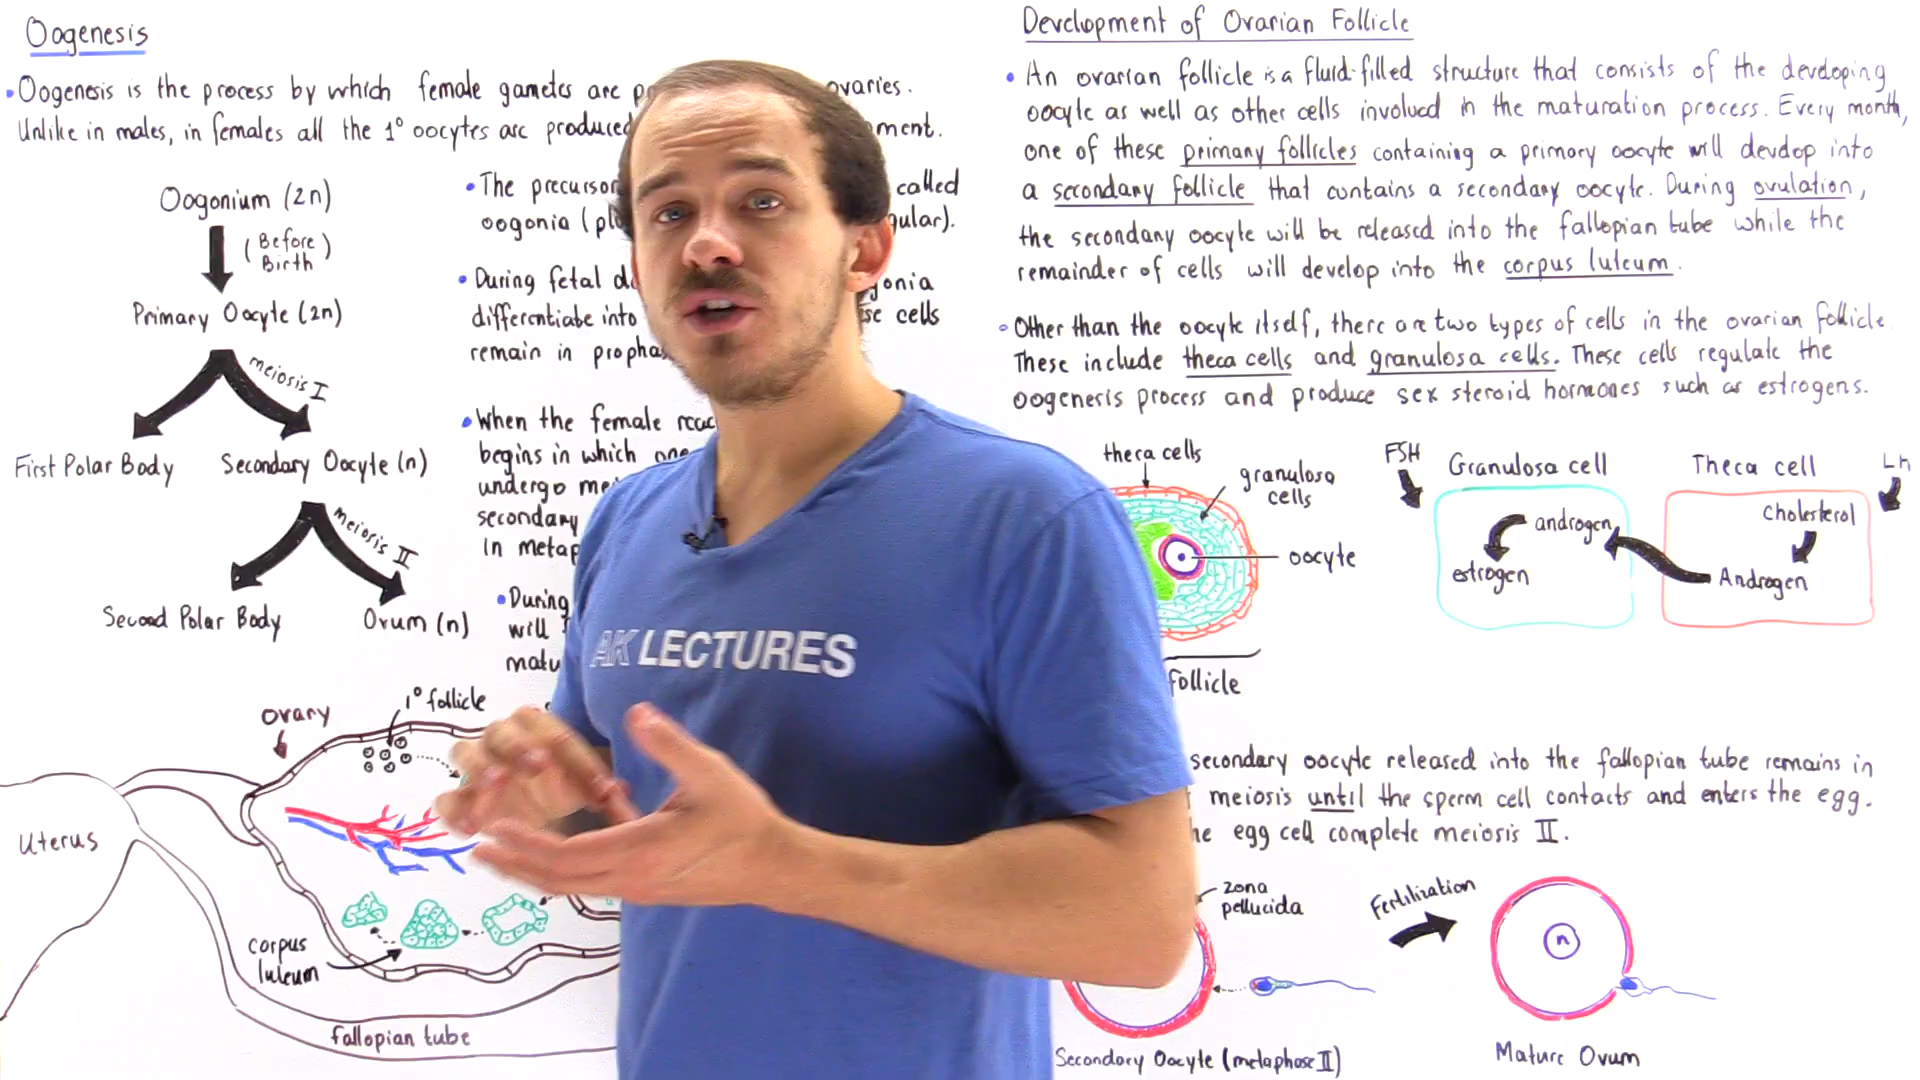 Oogenesis
•Oogenesis is the process by which female gametes are ovaries.
Unlike in males, in females all the 1° oocytes are produced ment.
Oogonium (2n)
(Before Birth)
Primary Oocyte (2n)
meiosis I
First Polar Body
Secondary Oocyte (n)
meiosis II
Second Polar Body
Ovum (n)
•The precursor called
oogonia ( gular).
•During fetal gonia
differentiate into cells
remain in
•When the female
begins in which one
undergo
secondary
in
•During
will
ovary
1° follicle
uterus
corpus
luleum
fallopian tube
Development of Ovarian Follicle
•An ovarian follicle is a fluid-filled structure that consists of the developing
oocyte as well as other cells involved in the maturation process. Every month,
one of these primary follicles containing a primary oocyte will develop into
a secondary follicle that contains a secondary oocyte. During ovulation,
the secondary oocyte will be released into the fallopian tube while the
remainder of cells will develop into the corpus luteum.
•Other than the oocyte itself, there are two types of cells in the ovarian follicle.
These include theca cells and granulosa cells. These cells regulate the
oogenesis process and produce sex steroid hormones such as estrogens.
theca cells
granulosa
cells
oocyte
follicle
FSH
Granulosa cell
androgen
estrogen
Theca cell
LH
Cholesterol
Androgen
secondary oocyte released into the fallopian tube remains in
meiosis until the sperm cell contacts and enters the egg.
egg cell complete meiosis II.
zona
pellucida
Secondary Oocyte (metaphase II)
Fertilization
n
Mature Ovum
AK LECTURES